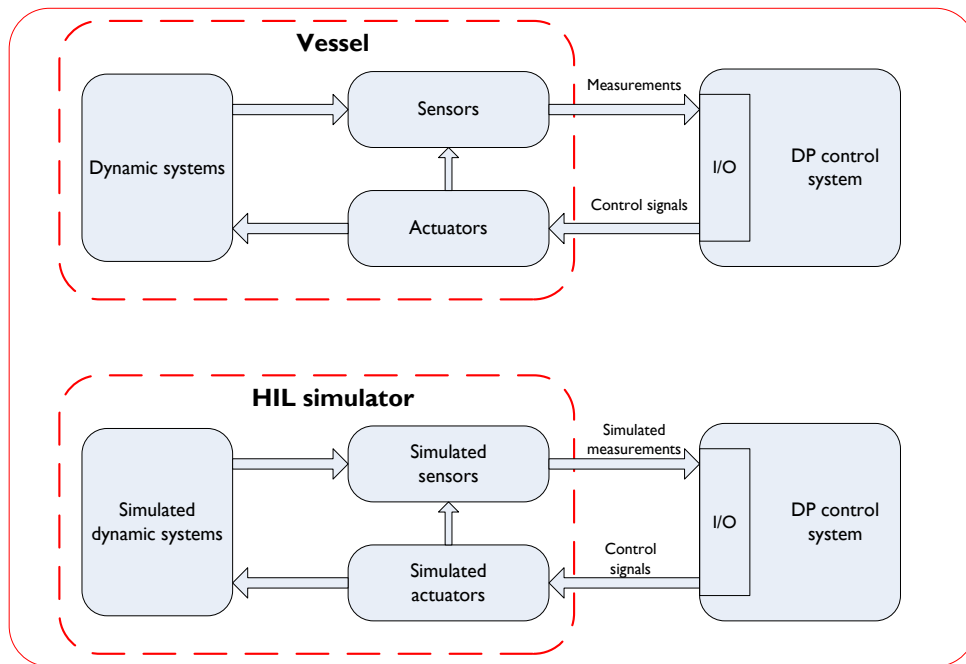 Vessel
Dynamic systems
Sensors
Actuators
Measurements
Control signals
I/O
DP control
system
HIL simulator
Simulated
dynamic systems
Simulated
sensors
Simulated
actuators
Simulated
measurements
Control
signals
I/O
DP control
system